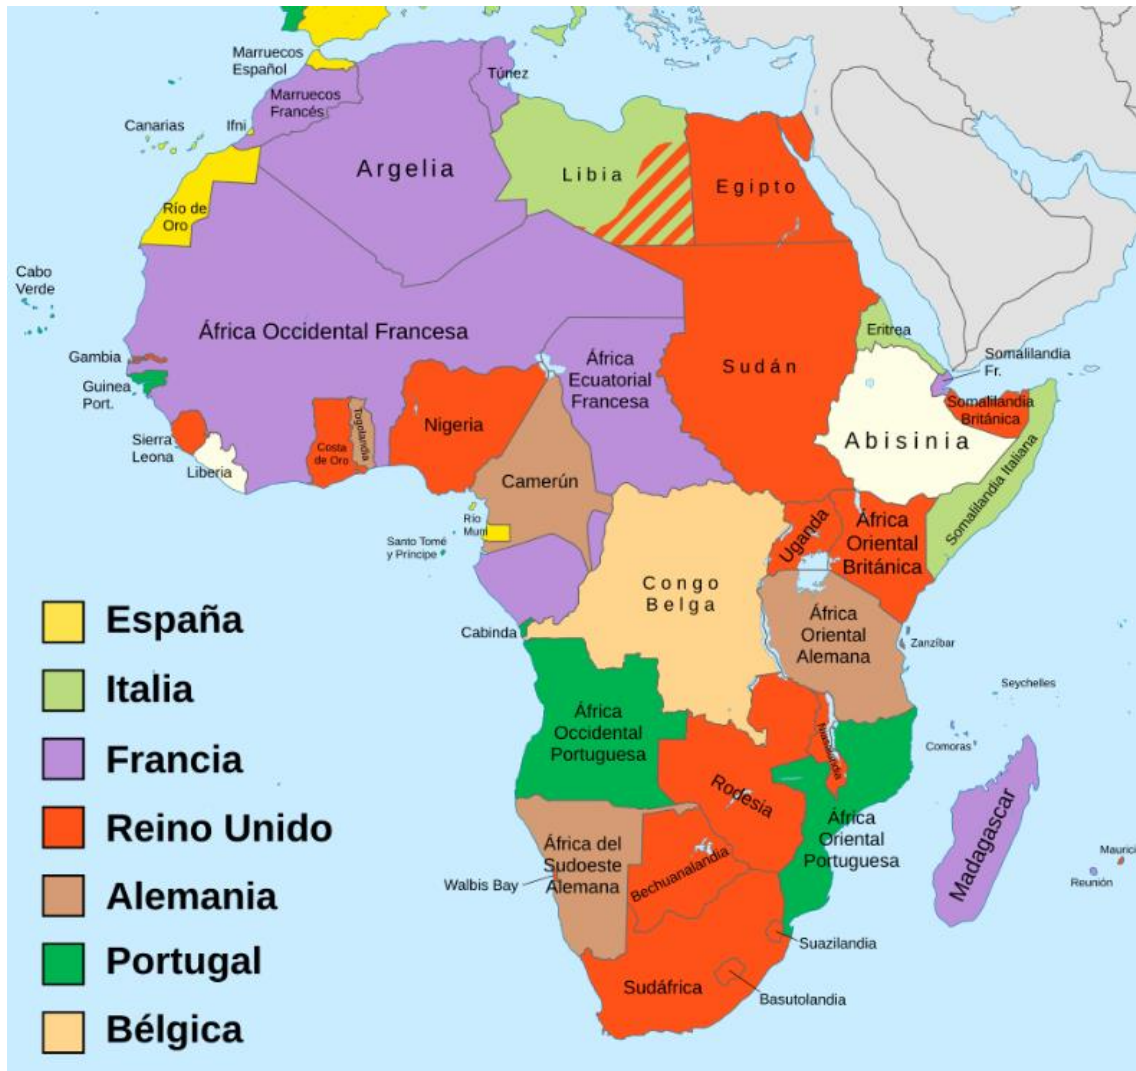 Marruecos
Español
Túnez
Marruecos
Francés
Canarias
Ifni
Argelia
Libia
Egipto
Río de
Oro
Cabo
Verde
África Occidental Francesa
Gambia
Guinea
Port.
Sierra
Leona
Liberia
Costa
de Oro
Togolandia
Nigeria
África
Ecuatorial
Francesa
Sudán
Eritrea
Somalilandia
Fr.
Somalilandia
Británica
Abisinia
Somalilandia Italiana
Camerún
Río
Muni
Santo Tomé
y Príncipe
Uganda
África
Oriental
Británica
Congo
Belga
Cabinda
África
Oriental
Alemana
Zanzíbar
Seychelles
Comoras
África
Occidental
Portuguesa
Niasalandia
Rodesia
África
Oriental
Portuguesa
Madagascar
Maurici
Reunión
África del
Sudoeste
Alemana
Walbis Bay
Bechuanalandia
Suazilandia
Sudáfrica
Basutolandia
España
Italia
Francia
Reino Unido
Alemania
Portugal
Bélgica